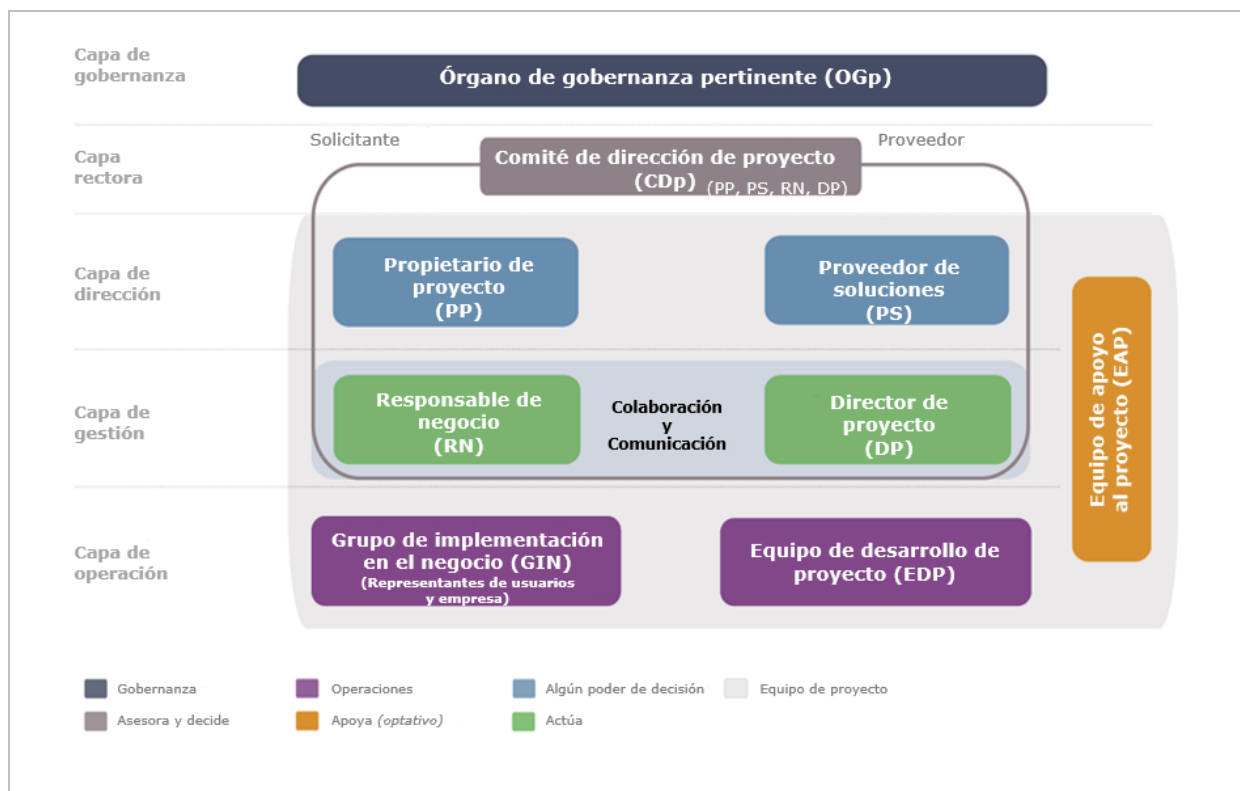 Capa de
gobernanza
Órgano de gobernanza pertinente (OGp)
Solicitante
Proveedor
Capa
rectora
Comité de dirección de proyecto
(CDp) (PP, PS, RN, DP)
Capa de
dirección
Propietario de
proyecto
(PP)
Proveedor de
soluciones
(PS)
Equipo de apoyo
al proyecto (EAP)
Capa de
gestión
Responsable de
negocio
(RN)
Colaboración
y
Comunicación
Director de
proyecto
(DP)
Capa de
operación
Grupo de implementación
en el negocio (GIN)
(Representantes de usuarios
y empresa)
Equipo de desarrollo de
proyecto (EDP)
Gobernanza
Operaciones
Algún poder de decisión
Equipo de proyecto
Asesora y decide
Apoya (optativo)
Actúa